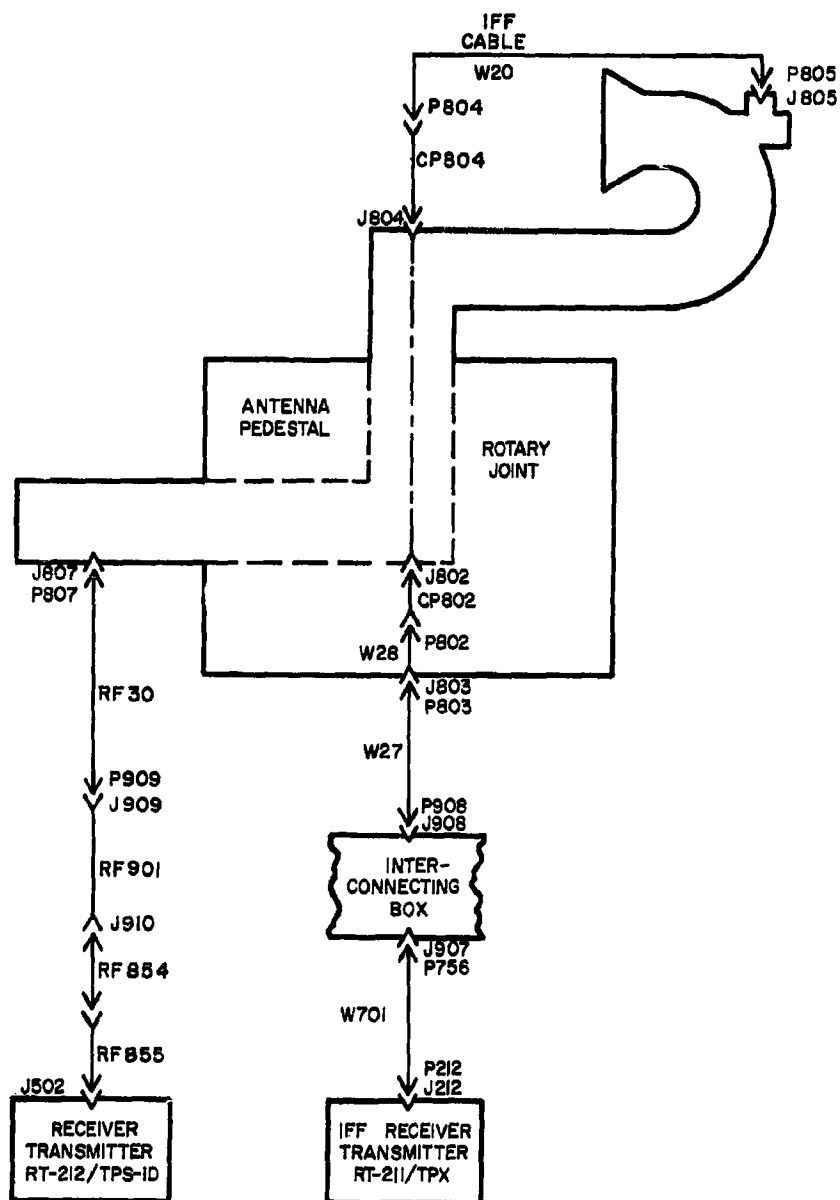 IFF
CABLE
W20
P805
J805
P804
CP804
J804
ANTENNA
PEDESTAL
ROTARY
JOINT
J807
P807
J802
CP802
P802
W28
J803
P803
RF30
W27
P909
J909
P908
J908
RF901
INTER-
CONNECTING
BOX
J910
J907
P756
RF854
W701
RF855
P212
J212
J502
RECEIVER
TRANSMITTER
RT-212/TPS-1D
IFF RECEIVER
TRANSMITTER
RT-211/TPX